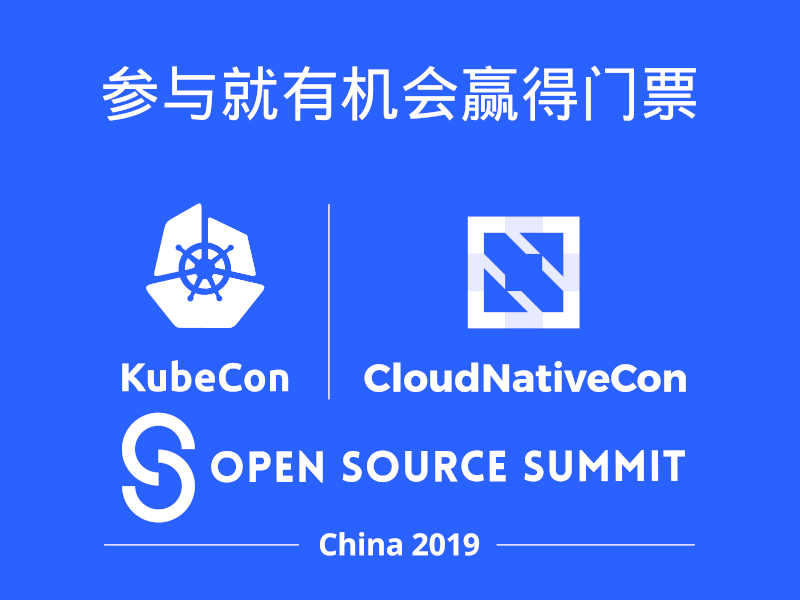 参与就有机会赢得门票
KubeCon
CloudNativeCon
OPEN SOURCE SUMMIT
China 2019